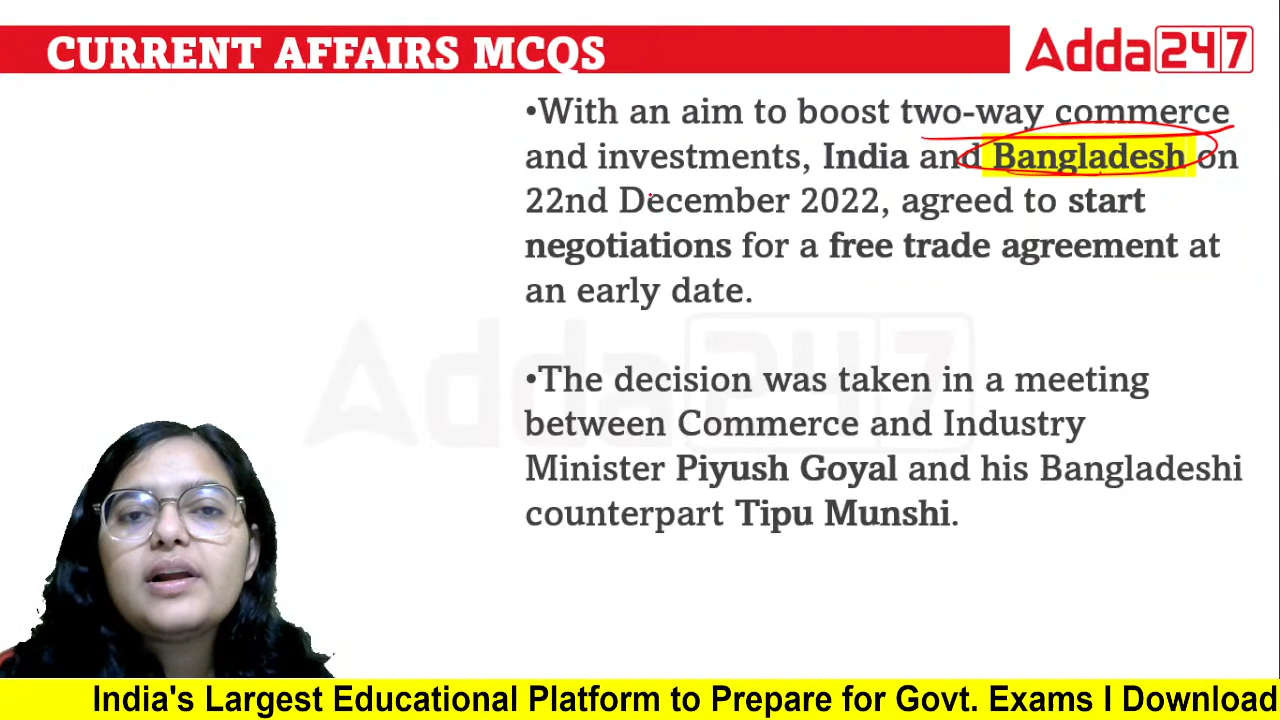 CURRENT AFFAIRS MCQS
Adda247
•With an aim to boost two-way commerce
and investments, India and Bangladesh on
22nd December 2022, agreed to start
negotiations for a free trade agreement at
an early date.
•The decision was taken in a meeting
between Commerce and Industry
Minister Piyush Goyal and his Bangladeshi
counterpart Tipu Munshi.
Adda247
India's Largest Educational Platform to Prepare for Govt. Exams I Download